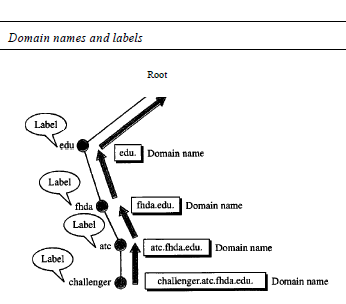 Domain names and labels
Root
Label
edu
edu. Domain name
Label
fhda
fhda.edu. Domain name
Label
atc
atc.fhda.edu. Domain name
Label
challenger
challenger.atc.fhda.edu. Domain name